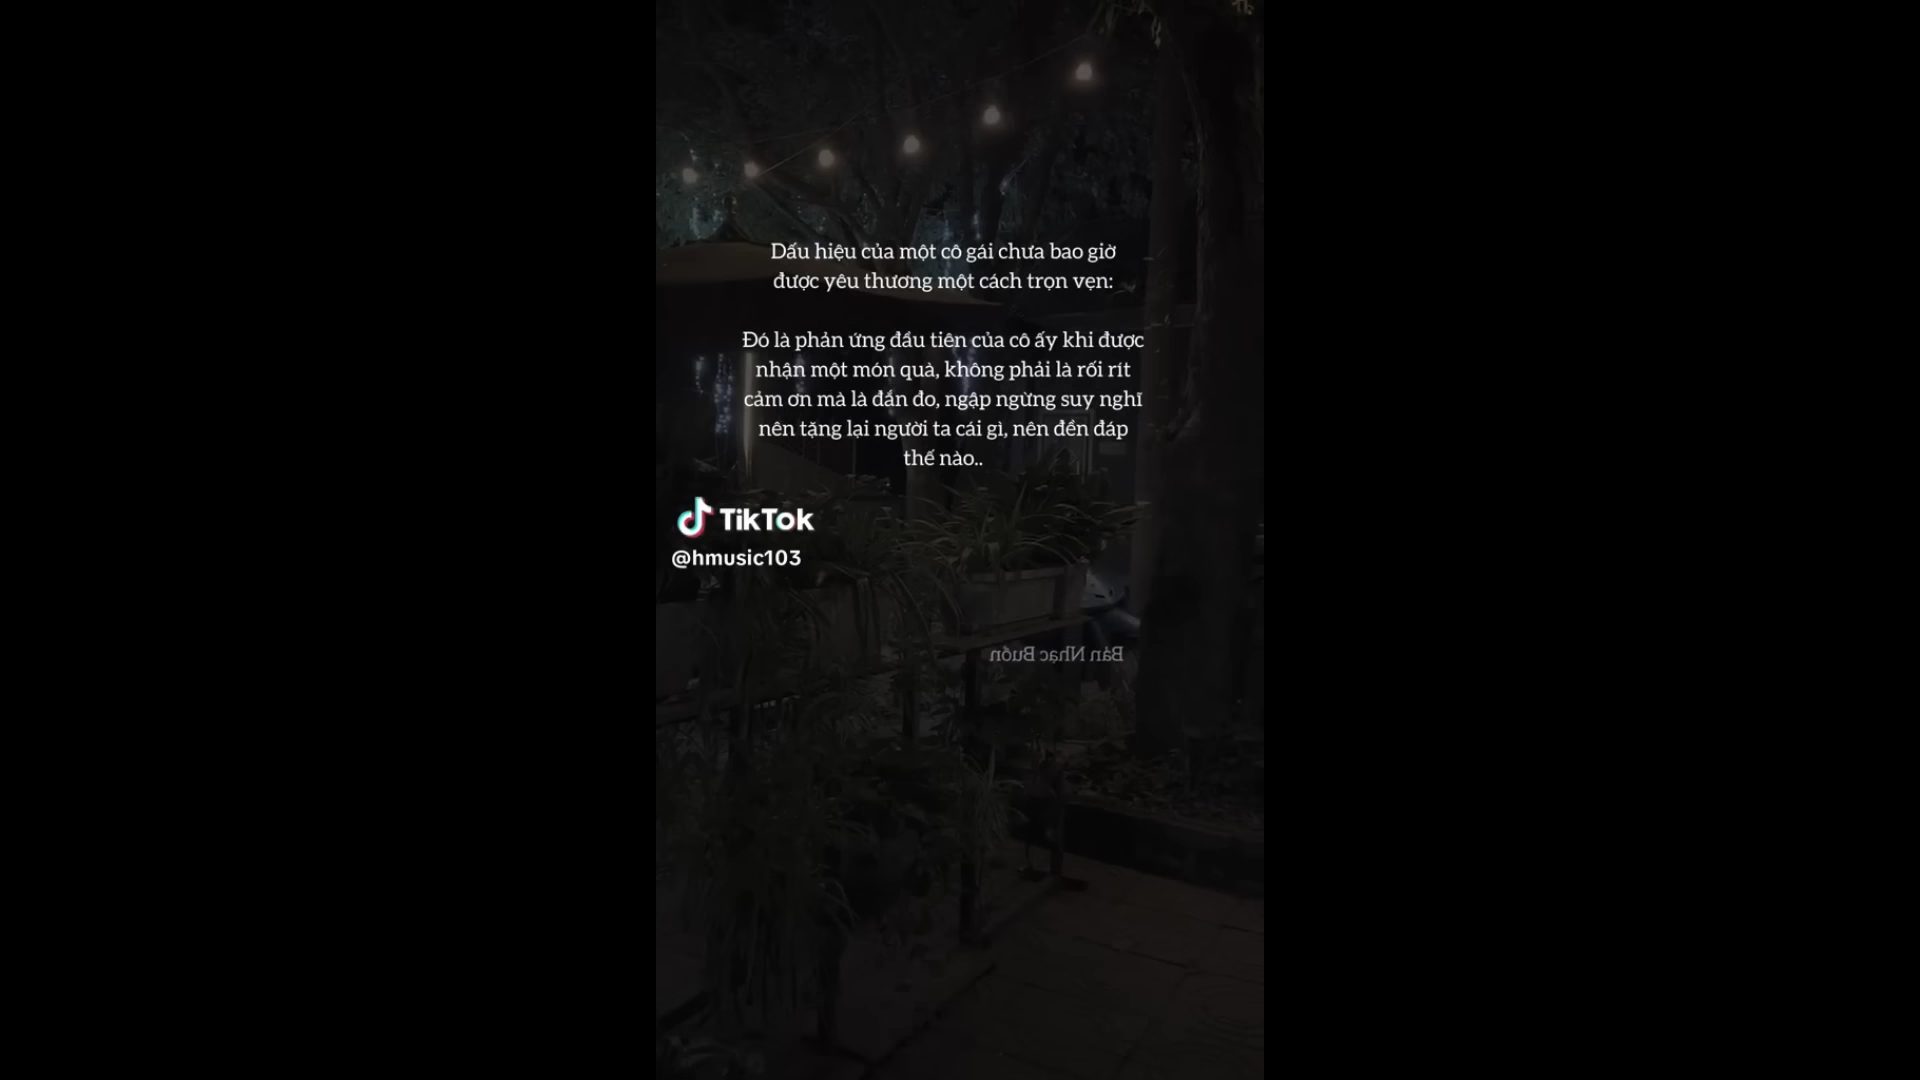 Dấu hiệu của một cô gái chưa bao giờ
được yêu thương một cách trọn vẹn:
Đó là phản ứng đầu tiên của cô ấy khi được
nhận một món quà, không phải là rối rít
cảm ơn mà là đắn đo, ngập ngừng suy nghĩ
nên tặng lại người ta cái gì, nên đền đáp
thế nào..
TikTok
@hmusic103
Bản Nhạc Buồn